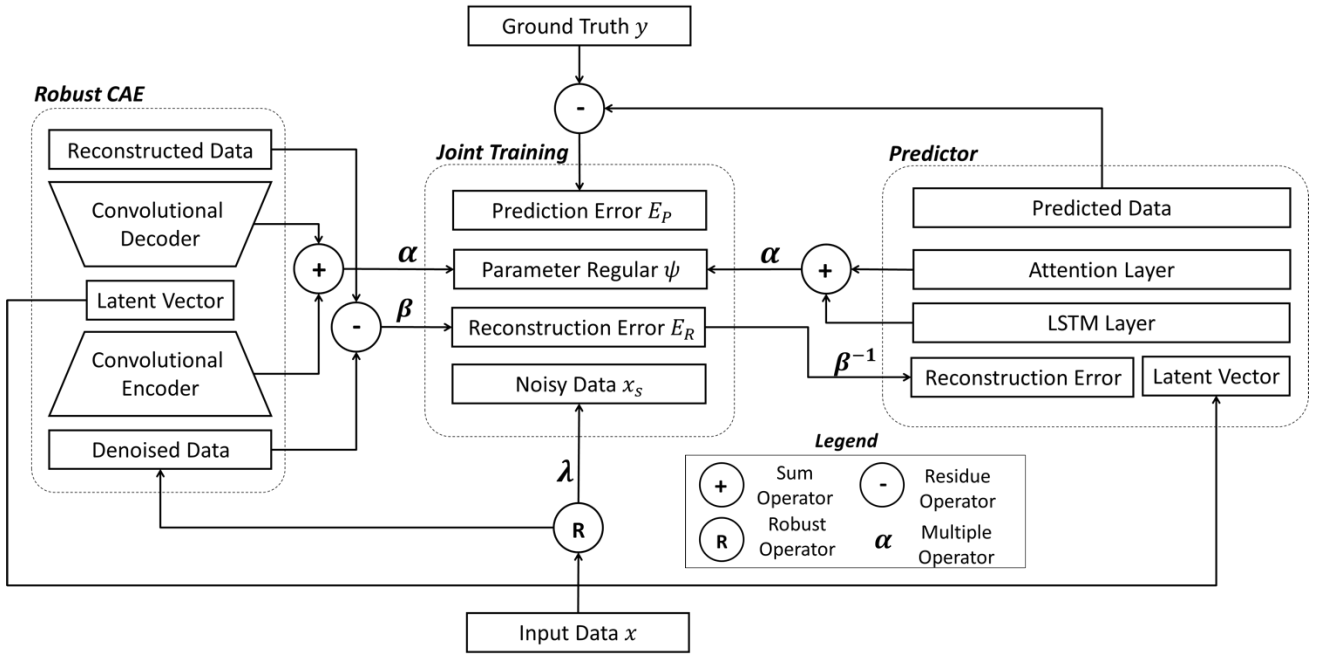 Ground Truth y
-
Robust CAE
Reconstructed Data
Convolutional
Decoder
Latent Vector
Convolutional
Encoder
Denoised Data
+
-
α
β
Joint Training
Prediction Error E_P
Parameter Regular ψ
Reconstruction Error E_R
Noisy Data x_s
λ
R
Input Data x
Predictor
Predicted Data
Attention Layer
LSTM Layer
Reconstruction Error
Latent Vector
α
+
β⁻¹
Legend
+
Sum
Operator
-
Residue
Operator
R
Robust
Operator
α
Multiple
Operator